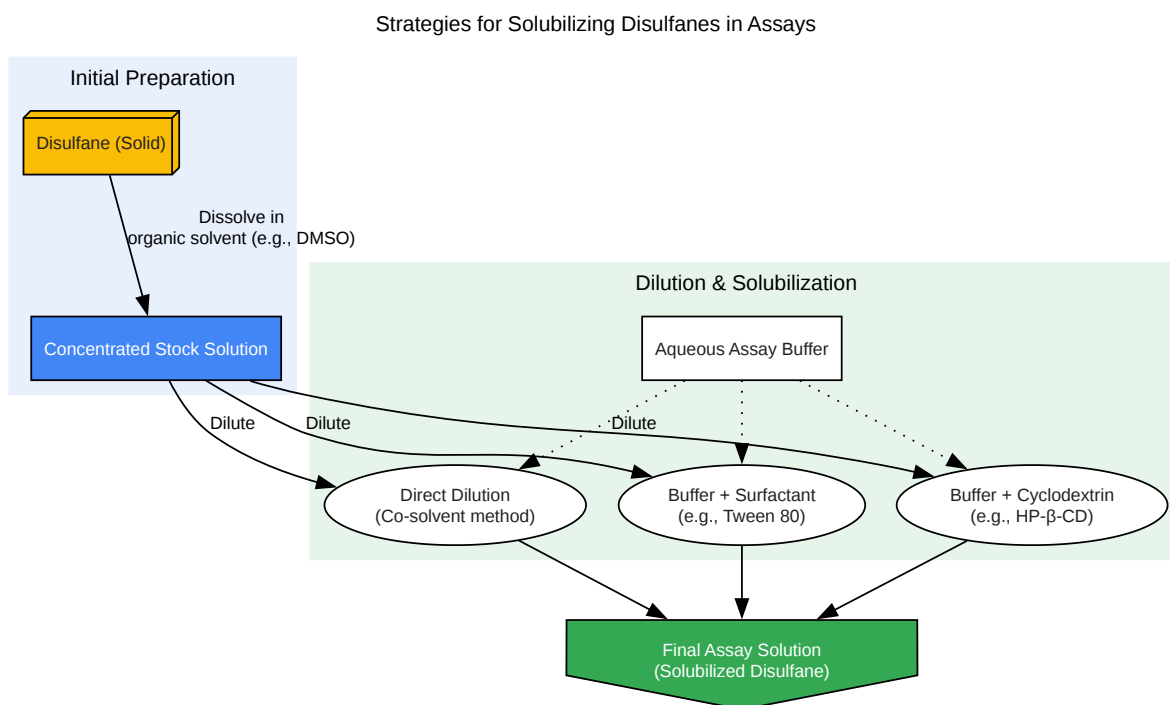 Strategies for Solubilizing Disulfanes in Assays
Initial Preparation
Disulfane (Solid)
Dissolve in
organic solvent (e.g., DMSO)
Dilution & Solubilization
Concentrated Stock Solution
Aqueous Assay Buffer
Dilute
Dilute
Dilute
Direct Dilution
(Co-solvent method)
Buffer + Surfactant
(e.g., Tween 80)
Buffer + Cyclodextrin
(e.g., HP-β-CD)
Final Assay Solution
(Solubilized Disulfane)